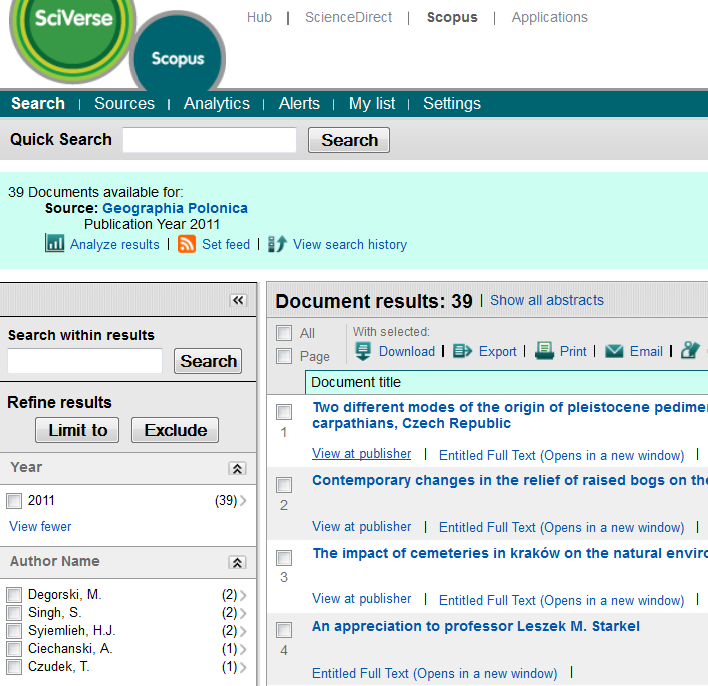 SciVerse
Scopus
Hub | ScienceDirect | Scopus | Applications
Search | Sources | Analytics | Alerts | My list | Settings
Quick Search Search
39 Documents available for:
Source: Geographia Polonica
Publication Year 2011
Analyze results | Set feed | View search history
«
Search within results
Search
Refine results
Limit to Exclude
Year
2011 (39)
View fewer
Author Name
Degorski, M. (2)
Singh, S. (2)
Syiemlieh, H.J. (2)
Ciechanski, A. (1)
Czudek, T. (1)
Document results: 39 | Show all abstracts
All
Page
With selected:
Download | Export | Print | Email |
Document title
1
Two different modes of the origin of pleistocene pedime
carpathians, Czech Republic
View at publisher | Entitled Full Text (Opens in a new window) |
2
Contemporary changes in the relief of raised bogs on the
View at publisher | Entitled Full Text (Opens in a new window) |
3
The impact of cemeteries in kraków on the natural enviro
View at publisher | Entitled Full Text (Opens in a new window) |
4
An appreciation to professor Leszek M. Starkel
Entitled Full Text (Opens in a new window) |